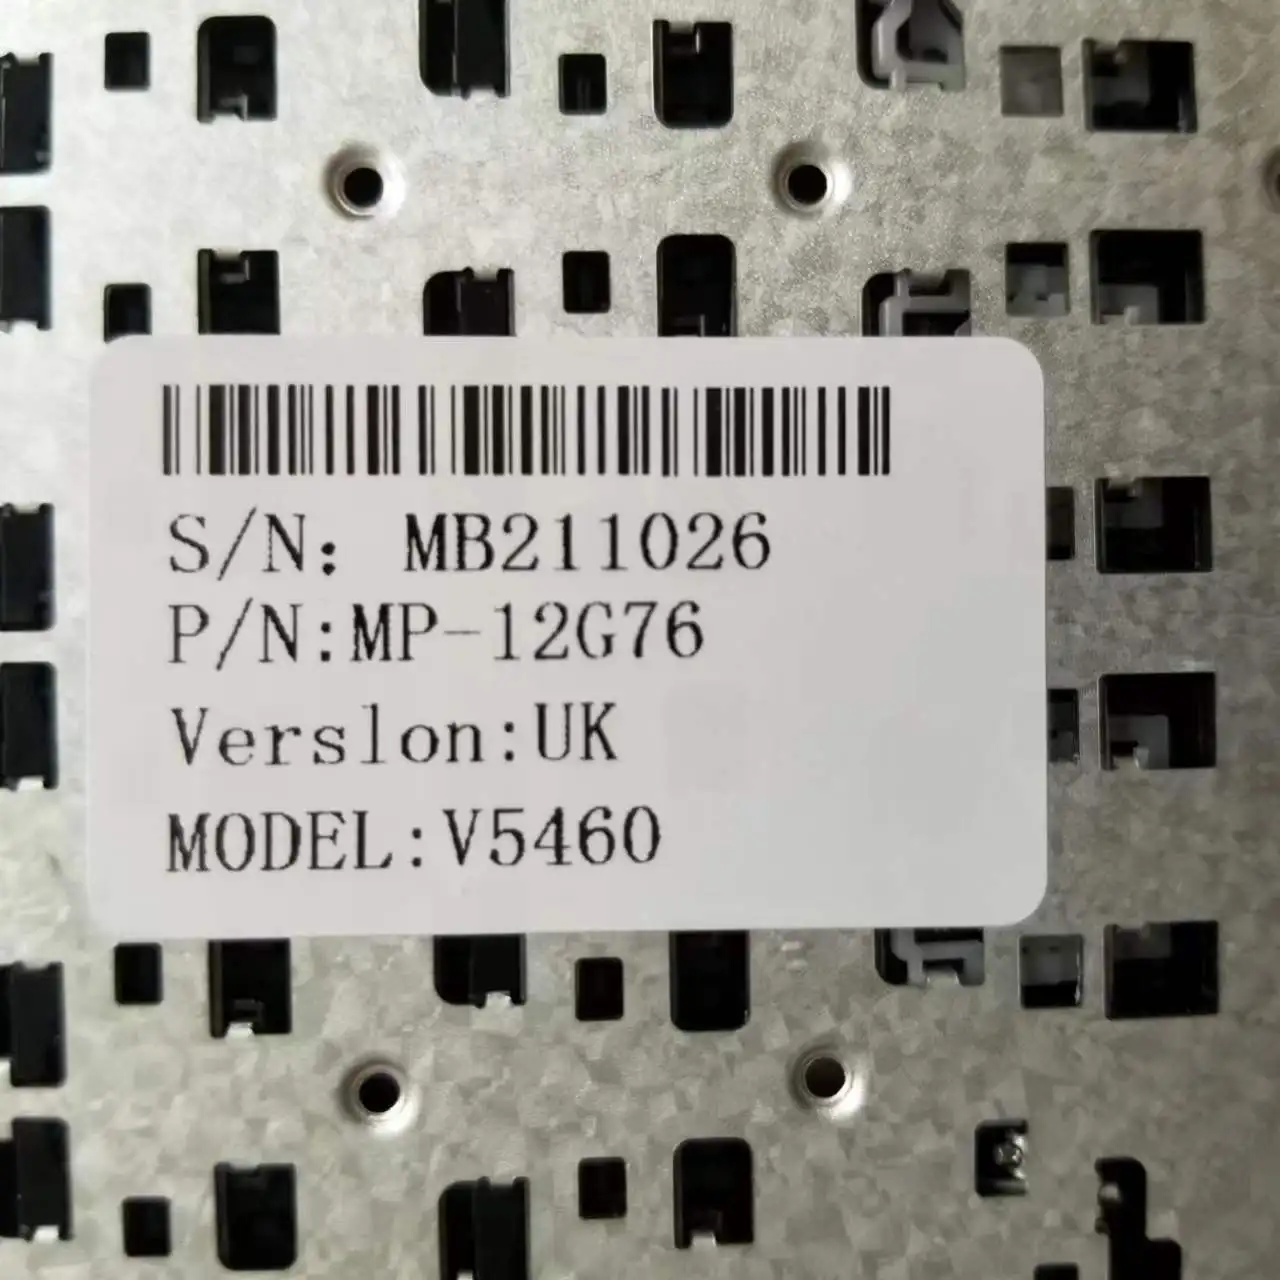 S/N: MB211026
P/N:MP-12G76
Verslon:UK
MODEL:V5460